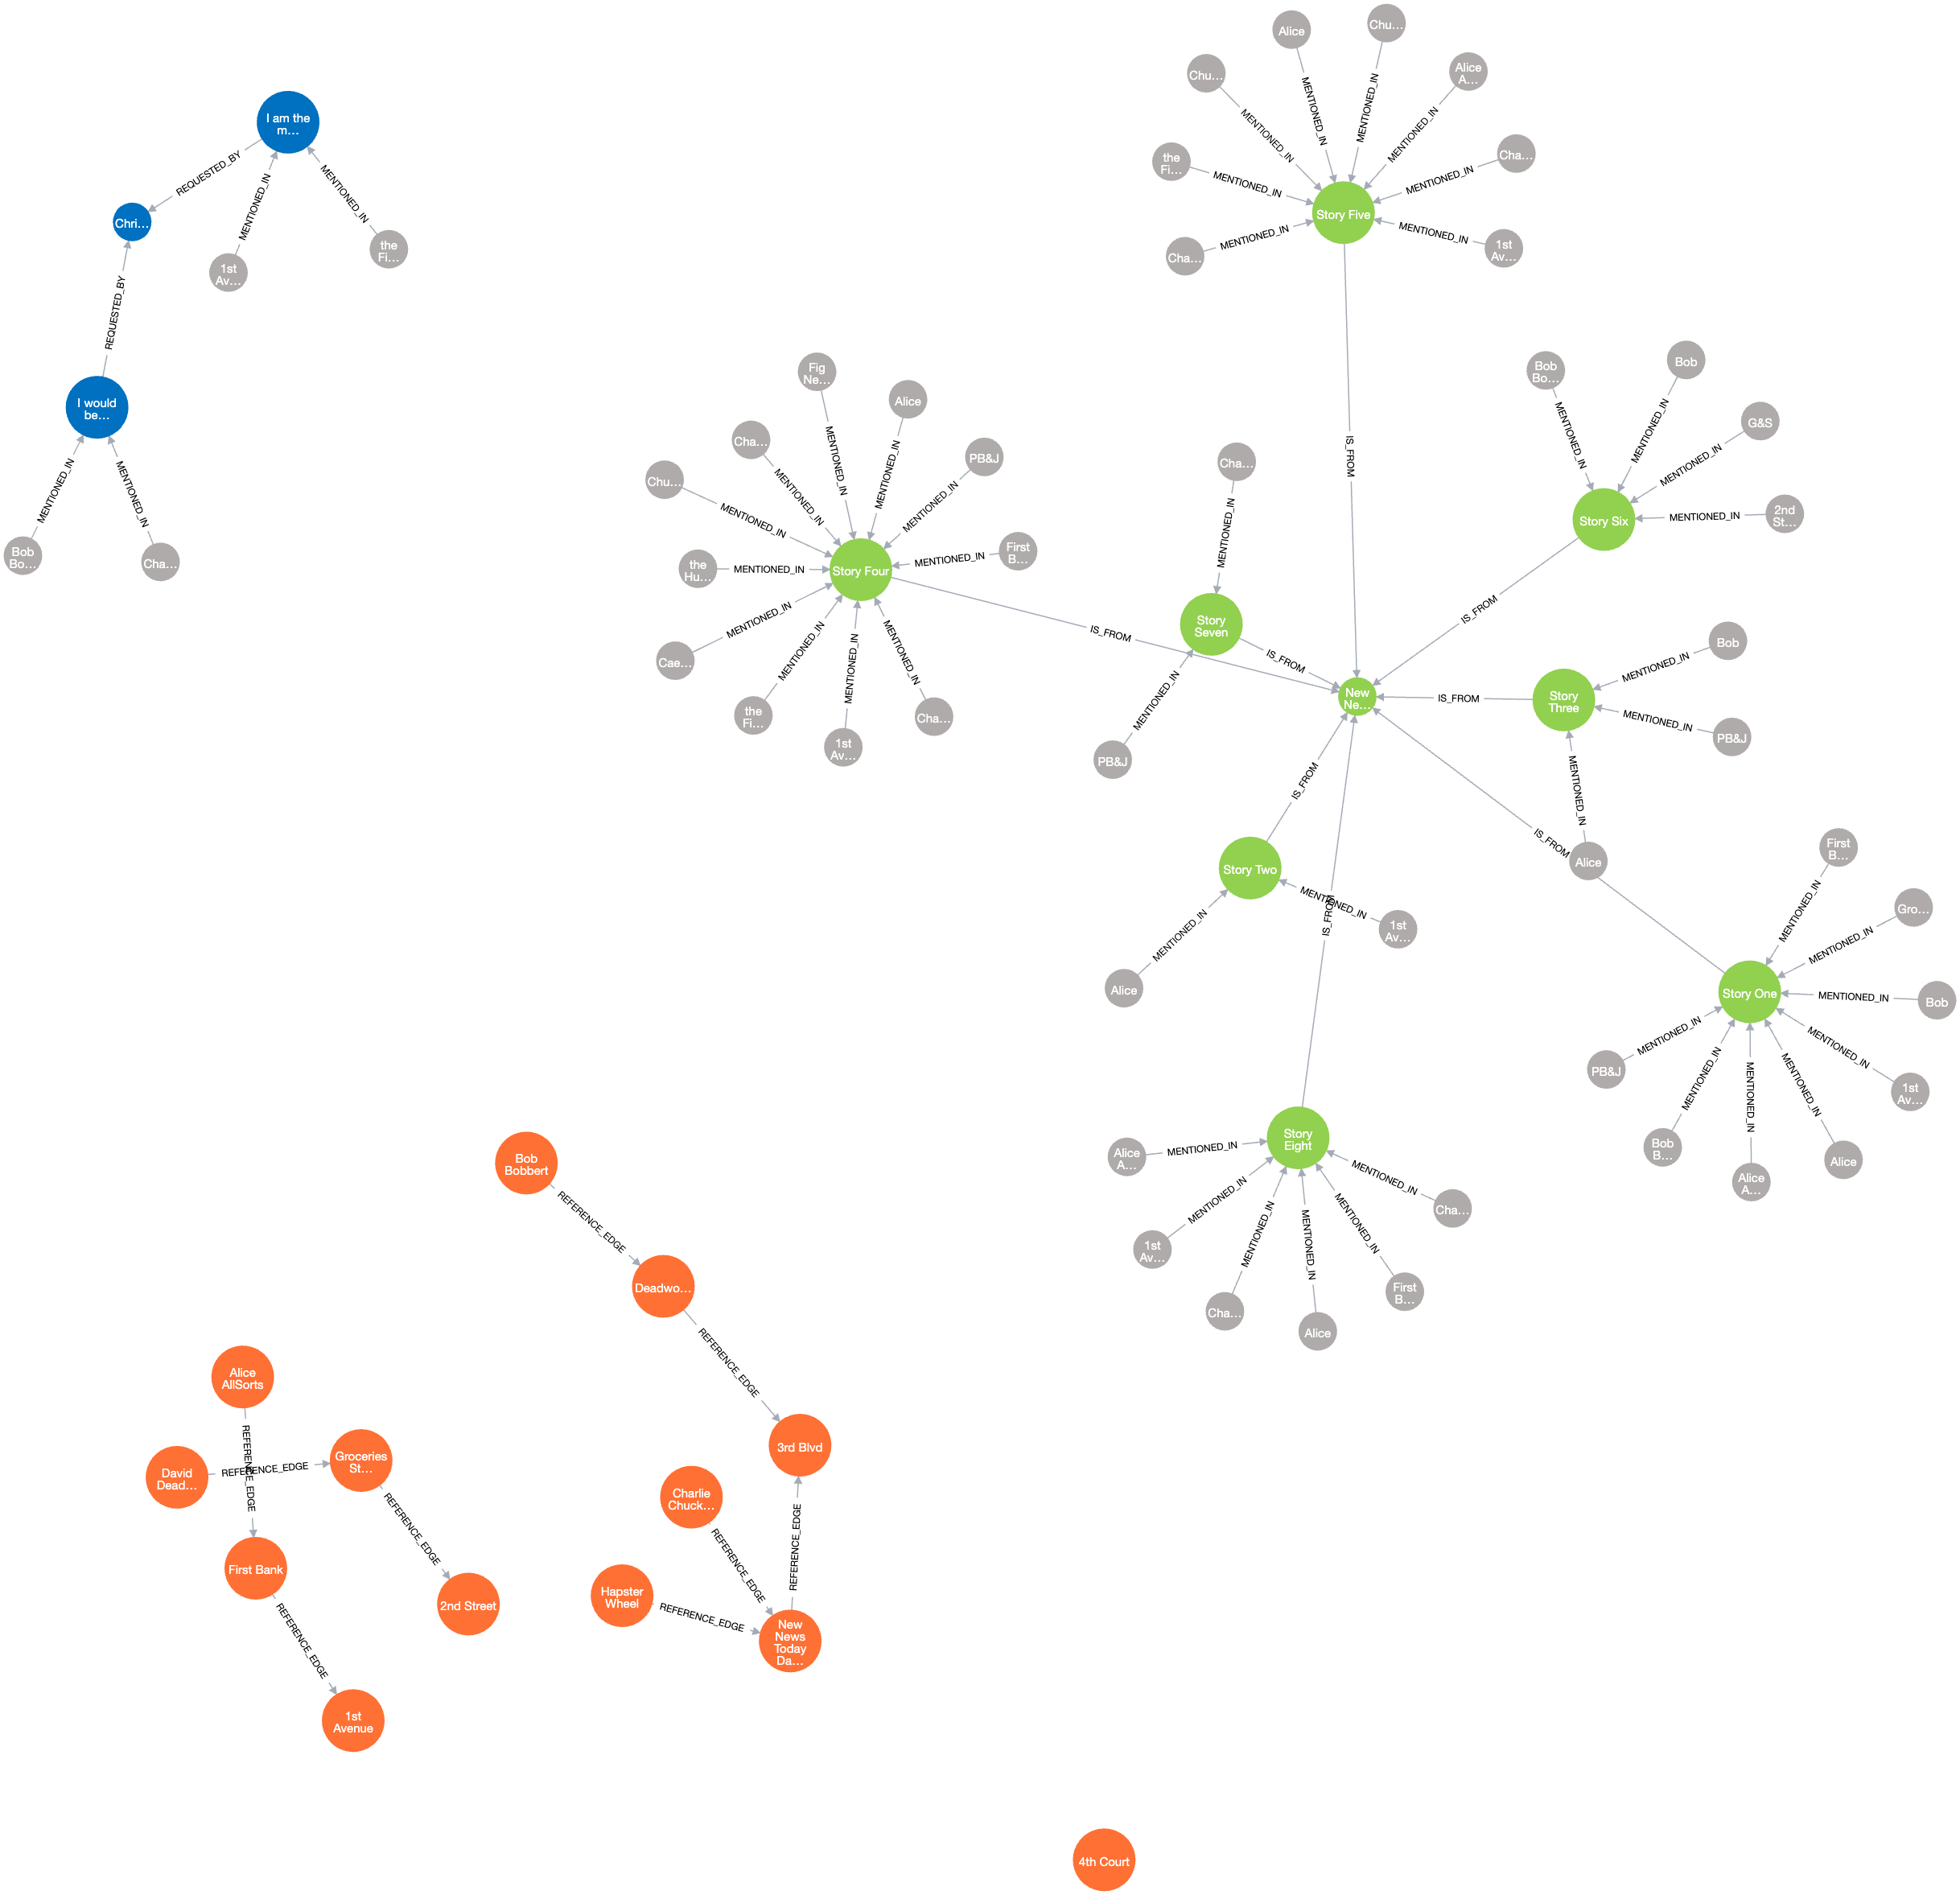 I am the
m…
REQUESTED_BY
MENTIONED_IN
MENTIONED_IN
Chri…
1st
Av…
the
Fi…
REQUESTED_BY
I would
be…
MENTIONED_IN
MENTIONED_IN
Bob
Bo…
Cha…
Chu…
Alice
Chu…
Alice
A…
the
Fi…
Cha…
Cha…
1st
Av…
MENTIONED_IN
MENTIONED_IN
MENTIONED_IN
MENTIONED_IN
MENTIONED_IN
MENTIONED_IN
MENTIONED_IN
MENTIONED_IN
Story Five
IS_FROM
Fig
Ne…
Alice
Cha…
PB&J
Chu…
First
B…
the
Hu…
Cae…
the
Fi…
1st
Av…
Cha…
MENTIONED_IN
MENTIONED_IN
MENTIONED_IN
MENTIONED_IN
MENTIONED_IN
MENTIONED_IN
MENTIONED_IN
MENTIONED_IN
MENTIONED_IN
MENTIONED_IN
MENTIONED_IN
Story Four
IS_FROM
Cha…
MENTIONED_IN
Story
Seven
IS_FROM
MENTIONED_IN
PB&J
Bob
Bo…
Bob
G&S
2nd
St…
MENTIONED_IN
MENTIONED_IN
MENTIONED_IN
MENTIONED_IN
Story Six
IS_FROM
New
Ne…
IS_FROM
Story
Three
MENTIONED_IN
Bob
MENTIONED_IN
PB&J
MENTIONED_IN
Alice
IS_FROM
IS_FROM
Story Two
MENTIONED_IN
MENTIONED_IN
Alice
1st
Av…
IS_FROM
First
B…
Gro…
Bob
1st
Av…
Alice
Alice
A…
Bob
B…
PB&J
MENTIONED_IN
MENTIONED_IN
MENTIONED_IN
MENTIONED_IN
MENTIONED_IN
MENTIONED_IN
MENTIONED_IN
MENTIONED_IN
Story One
Story
Eight
Alice
A…
1st
Av…
Cha…
Alice
First
B…
Cha…
MENTIONED_IN
MENTIONED_IN
MENTIONED_IN
MENTIONED_IN
MENTIONED_IN
MENTIONED_IN
Bob
Bobbert
REFERENCE_EDGE
Deadwo…
REFERENCE_EDGE
3rd Blvd
REFERENCE_EDGE
Charlie
Chuck…
REFERENCE_EDGE
Hapster
Wheel
REFERENCE_EDGE
New
News
Today
Da…
Alice
AllSorts
REFERENCE_EDGE
David
Dead…
REFERENCE_EDGE
Groceries
St…
REFERENCE_EDGE
First Bank
2nd Street
REFERENCE_EDGE
1st
Avenue
4th Court